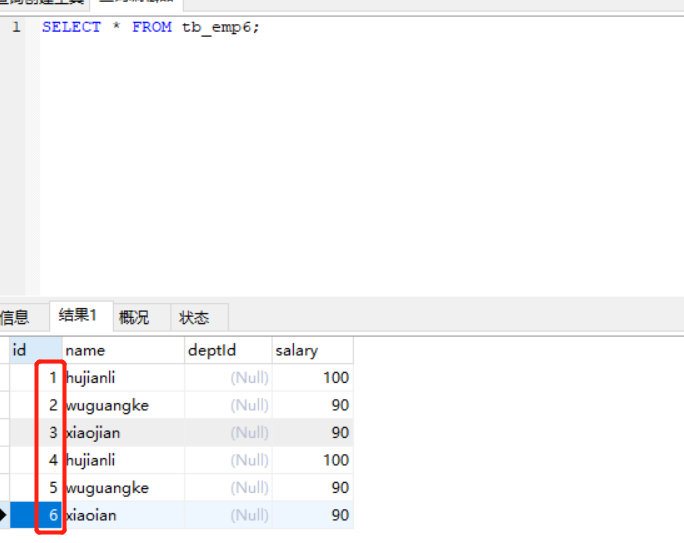 1 SELECT * FROM tb_emp6;
信息 结果1 概况 状态
id name deptId salary
1 hujianli (Null) 100
2 wuguangke (Null) 90
3 xiaojian (Null) 90
4 hujianli (Null) 100
5 wuguangke (Null) 90
6 xiaoian (Null) 90